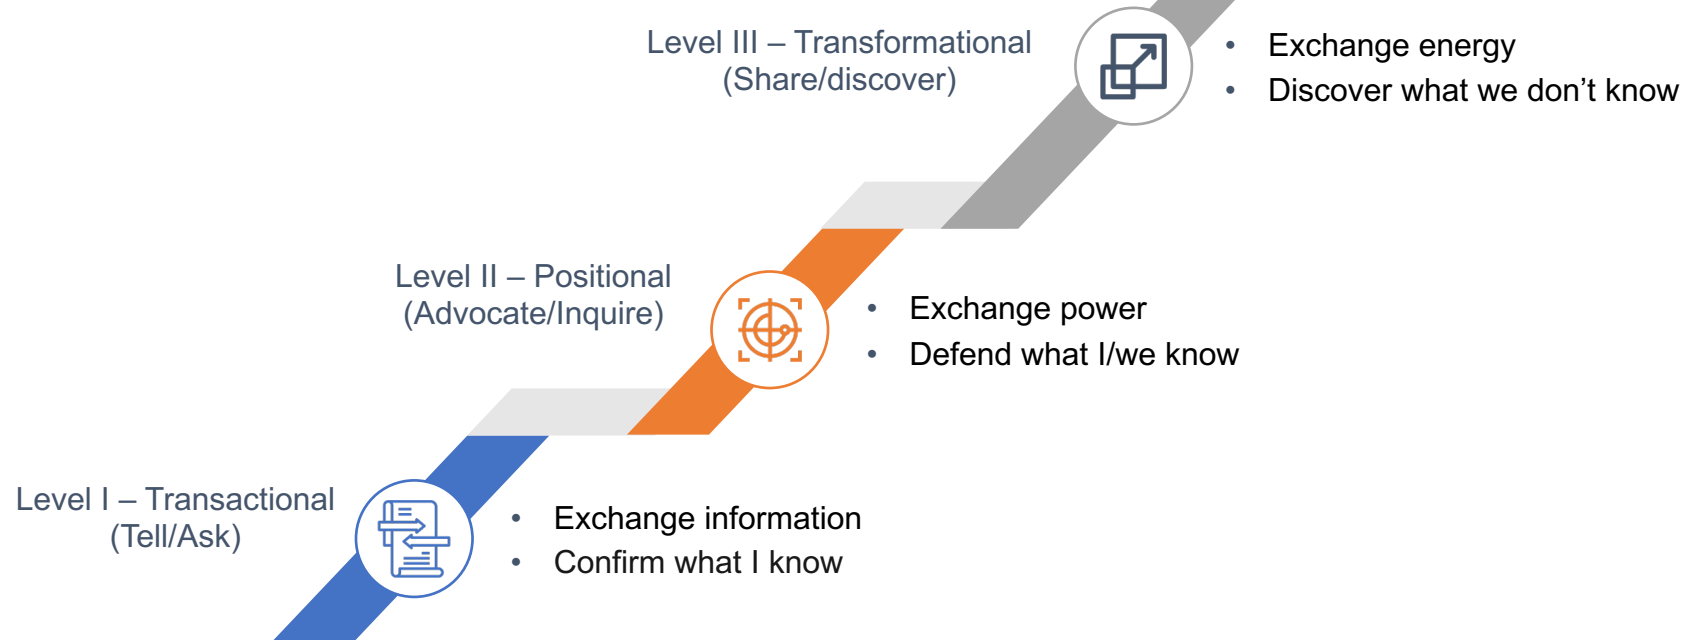 Level III – Transformational
(Share/discover)
• Exchange energy
• Discover what we don’t know
Level II – Positional
(Advocate/Inquire)
• Exchange power
• Defend what I/we know
Level I – Transactional
(Tell/Ask)
• Exchange information
• Confirm what I know